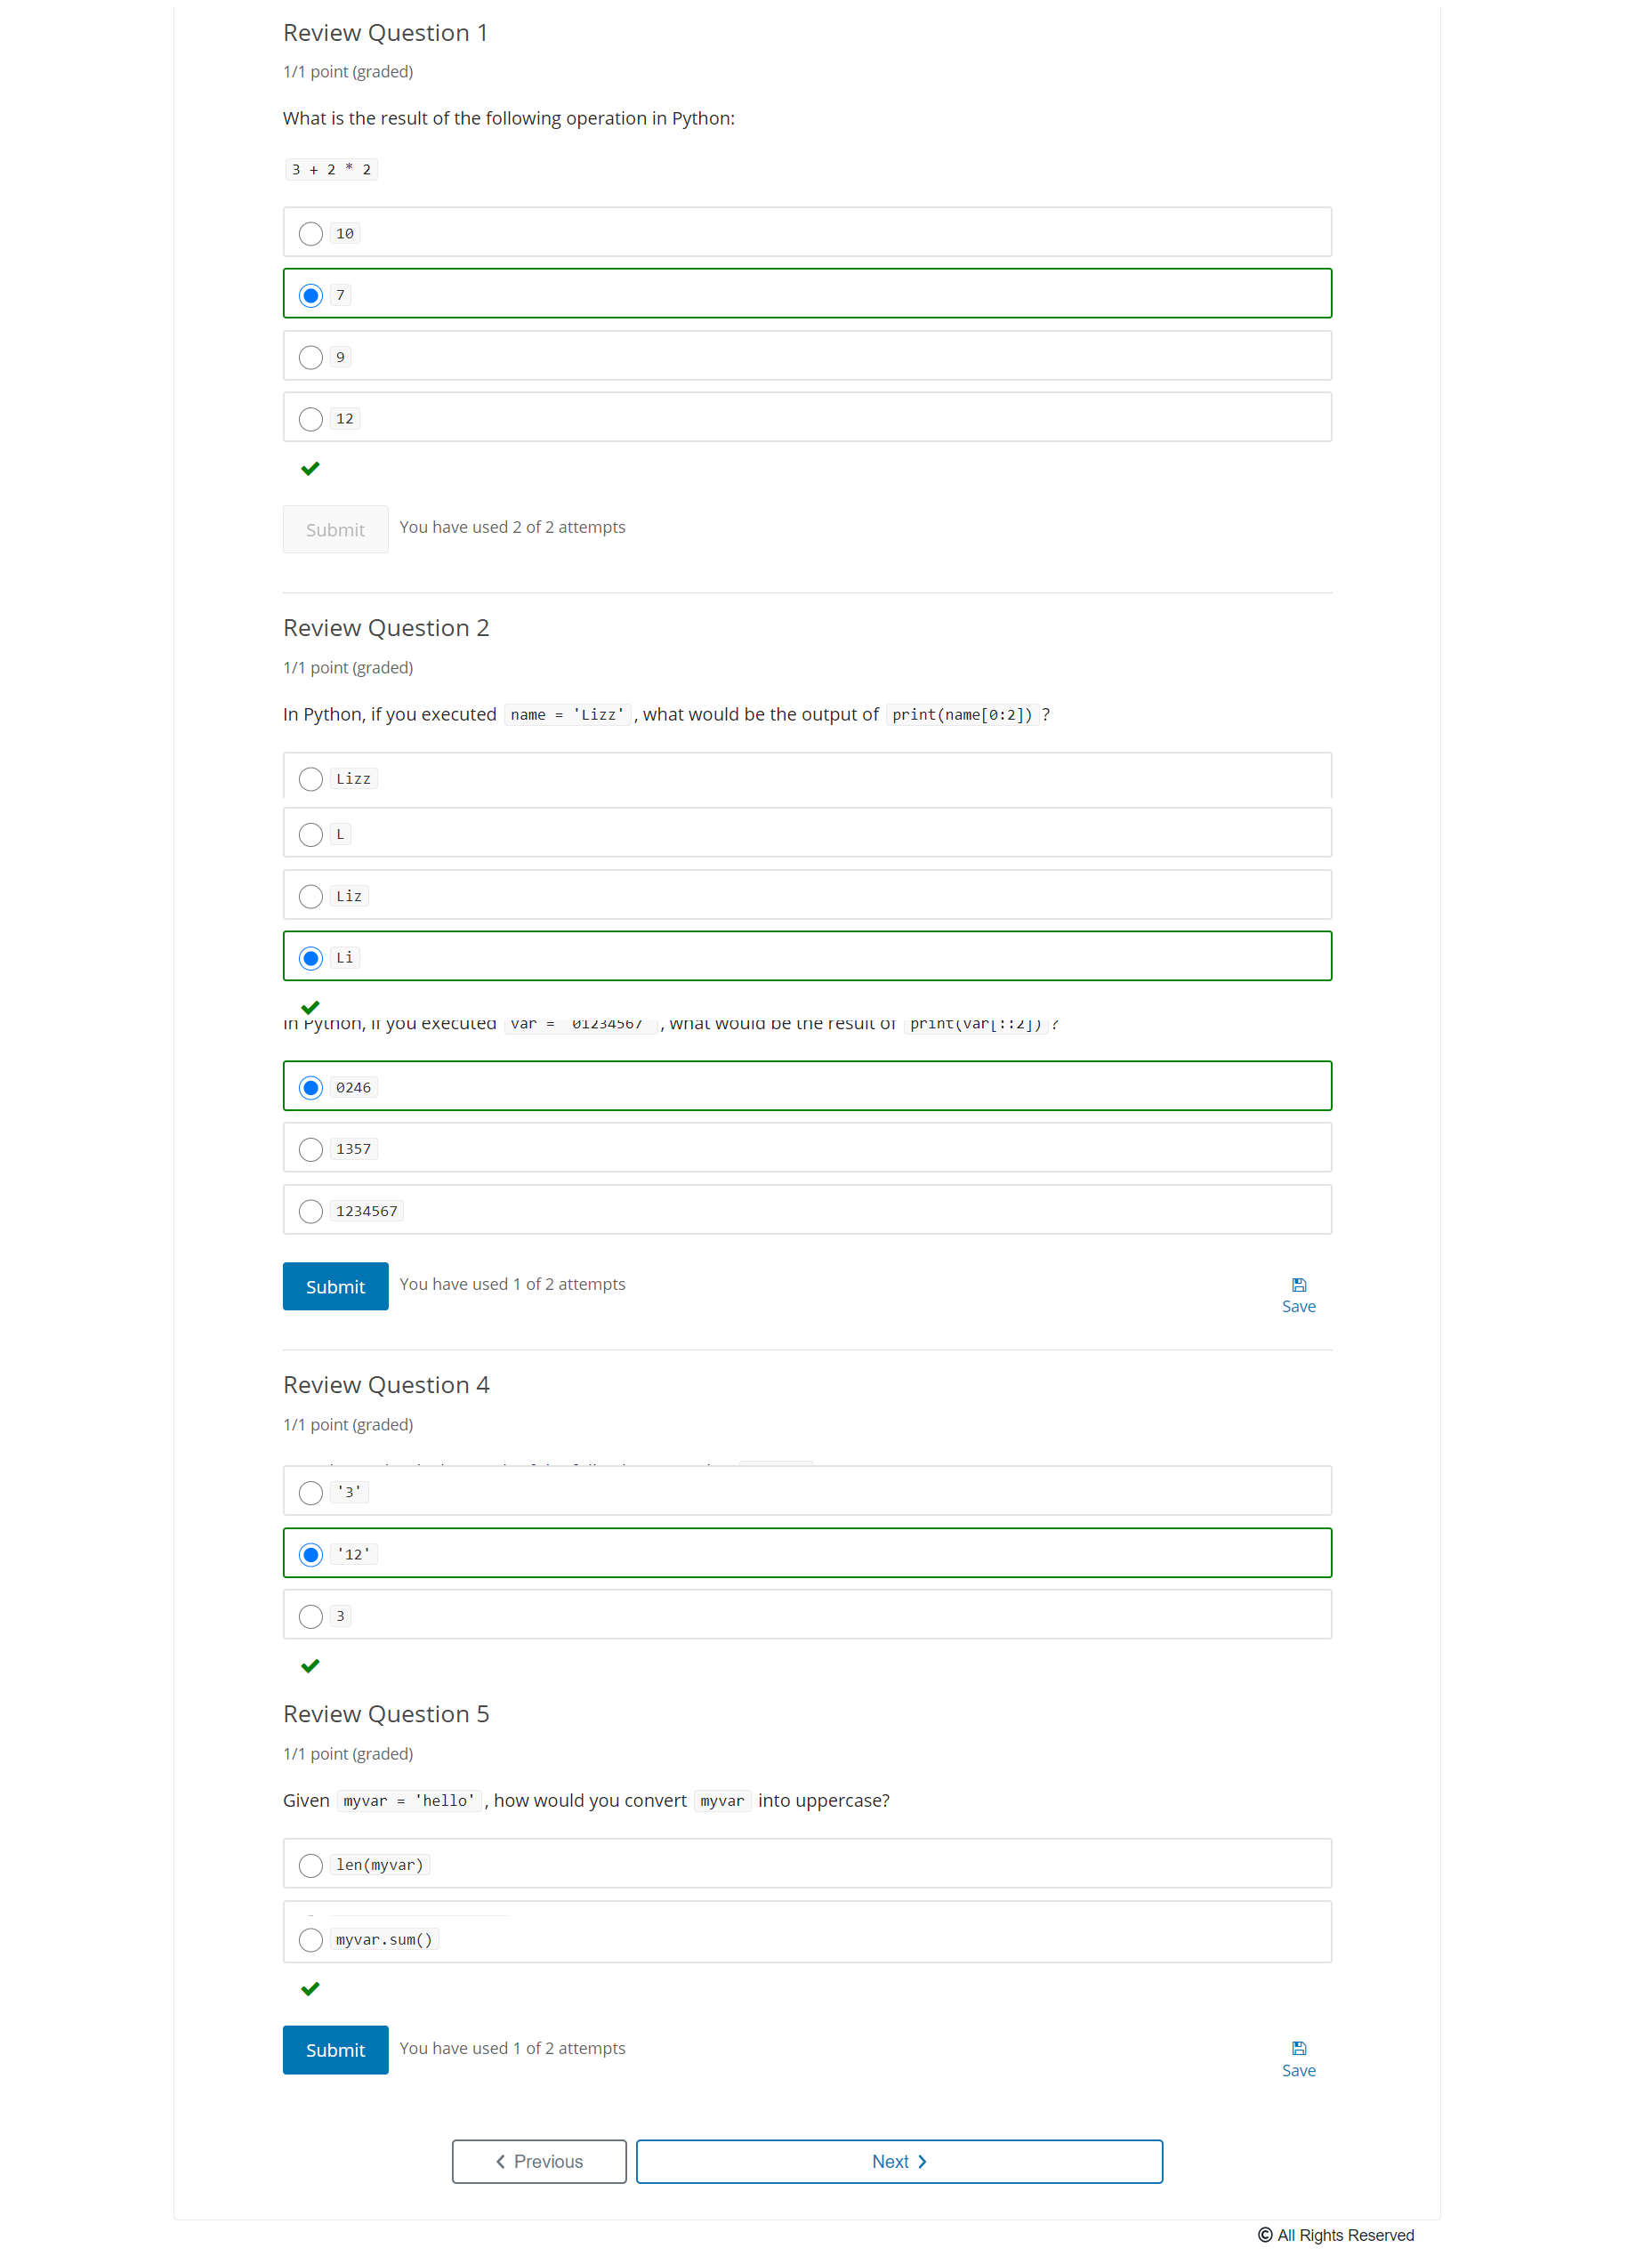 Review Question 1
1/1 point (graded)
What is the result of the following operation in Python:
3 + 2 * 2
10
7
9
12
Submit You have used 2 of 2 attempts
Review Question 2
1/1 point (graded)
In Python, if you executed name = 'Lizz' , what would be the output of print(name[0:2]) ?
Lizz
L
Liz
Li
In Python, if you executed var = 01234567 , what would be the result of print(var[::2]) ?
0246
1357
1234567
Submit You have used 1 of 2 attempts
Save
Review Question 4
1/1 point (graded)
'3'
'12'
3
Review Question 5
1/1 point (graded)
Given myvar = 'hello' , how would you convert myvar into uppercase?
len(myvar)
myvar.sum()
Submit You have used 1 of 2 attempts
Save
Previous
Next
© All Rights Reserved